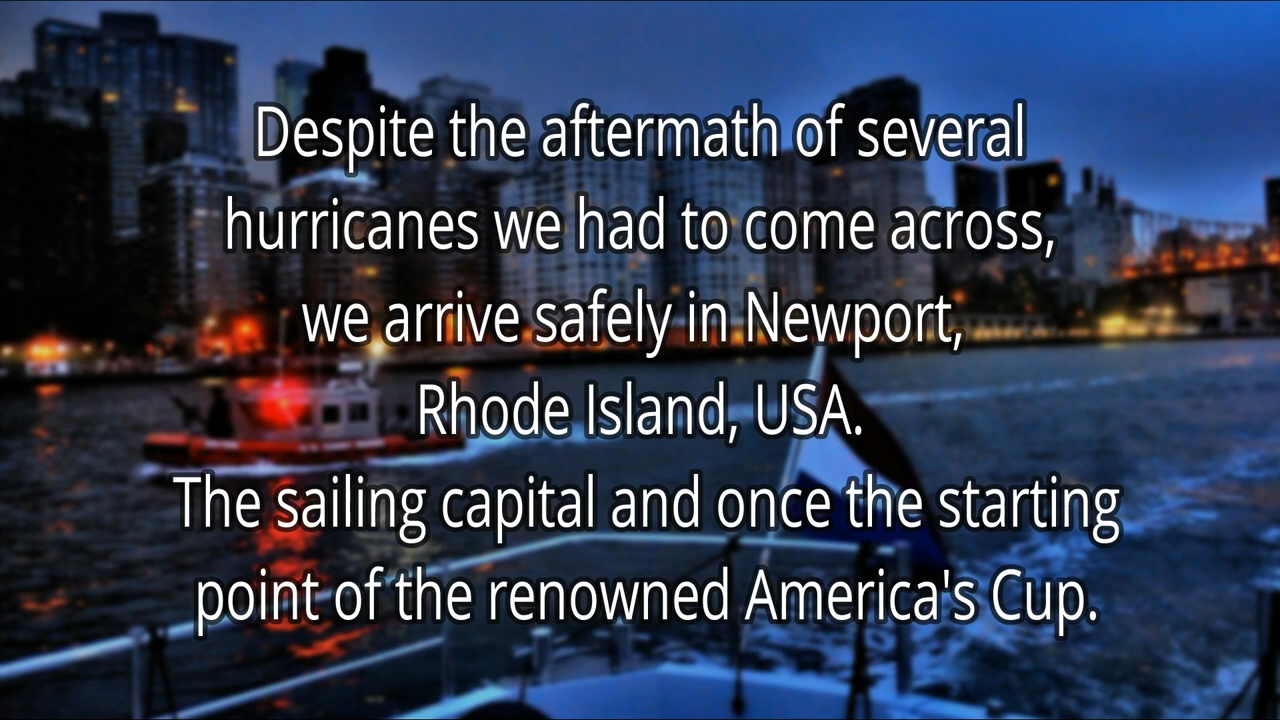 Despite the aftermath of several
hurricanes we had to come across,
we arrive safely in Newport,
Rhode Island, USA.
The sailing capital and once the starting
point of the renowned America's Cup.